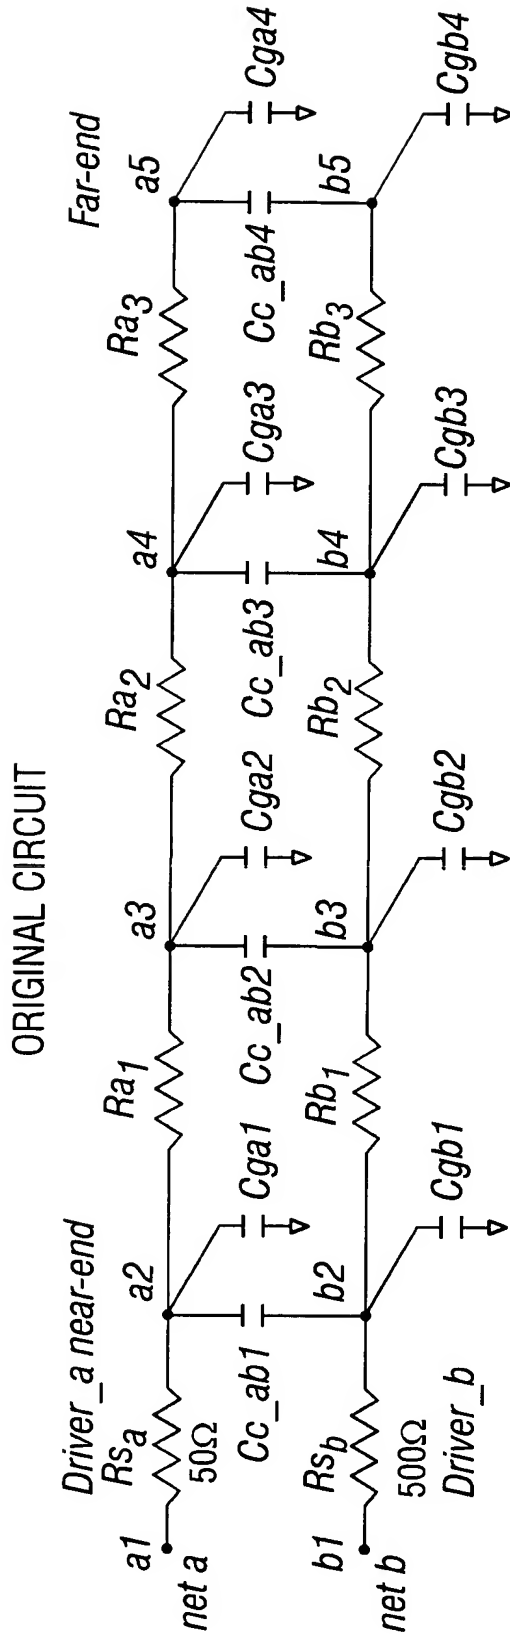 ORIGINAL CIRCUIT
Driver_a near-end
Far-end
a1
Rsa
50Ω
a2
Ra1
a3
Ra2
a4
Ra3
a5
net a
Cga1
Cga2
Cga3
Cga4
Cc_ab1
Cc_ab2
Cc_ab3
Cc_ab4
b1
Rsb
500Ω
b2
Rb1
b3
Rb2
b4
Rb3
b5
net b
Driver_b
Cgb1
Cgb2
Cgb3
Cgb4